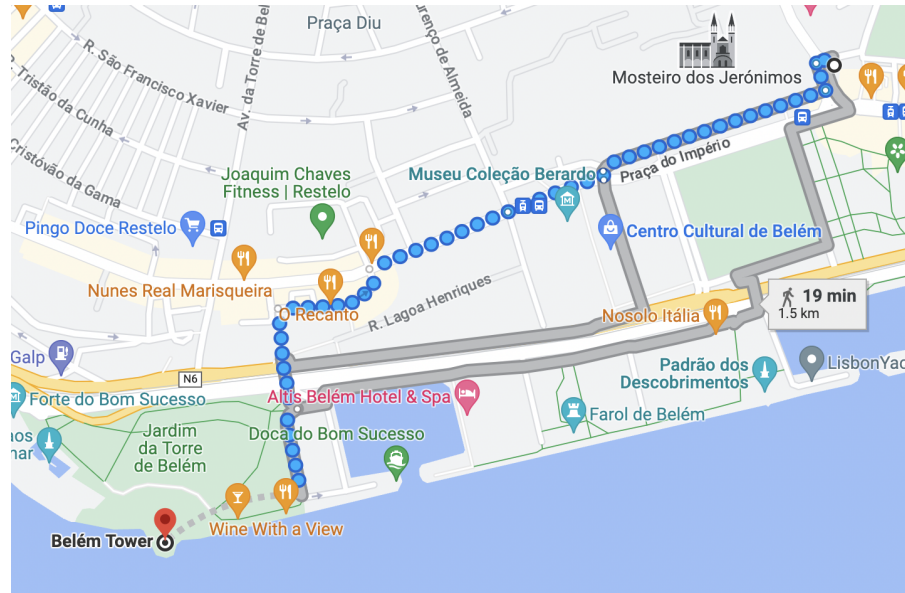 Praça Diu
Av. da Torre de Be
ourenço de Almeida
R. São Francisco Xavier
R. Tristão da Cunha
Cristóvão da Gama
Mosteiro dos Jerónimos
Praça do Império
Museu Coleção Berardo
Joaquim Chaves
Fitness | Restelo
Pingo Doce Restelo
Centro Cultural de Belém
Nunes Real Marisqueira
O Recanto
R. Lagoa Henriques
Nosolo Itália
19 min
1.5 km
Galp
N6
LisbonYac
Padrão dos
Descobrimentos
Forte do Bom Sucesso
Altis Belém Hotel & Spa
Farol de Belém
nos
nar
Jardim
da Torre
de Belém
Doca do Bom Sucesso
Wine With a View
Belém Tower